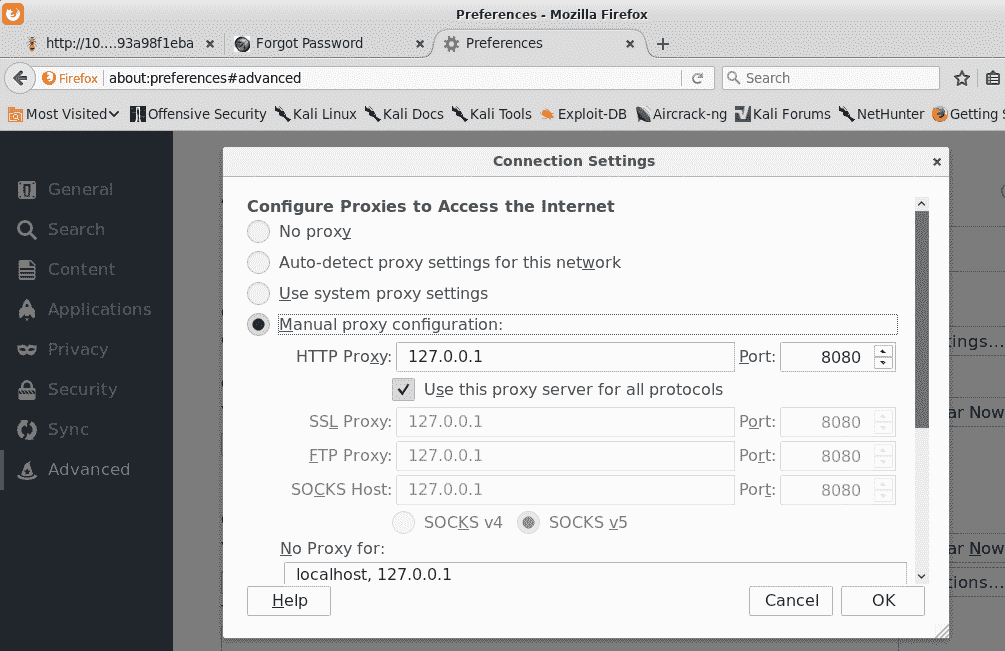 Preferences - Mozilla Firefox
http://10....93a98f1eba × Forgot Password × Preferences × +
Firefox about:preferences#advanced Search
Most Visited Offensive Security Kali Linux Kali Docs Kali Tools Exploit-DB Aircrack-ng Kali Forums NetHunter Getting S
Connection Settings ×
General
Search
Content
Applications
Privacy
Security
Sync
Advanced
Configure Proxies to Access the Internet
No proxy
Auto-detect proxy settings for this network
Use system proxy settings
Manual proxy configuration:
HTTP Proxy: 127.0.0.1 Port: 8080
Use this proxy server for all protocols
SSL Proxy: 127.0.0.1 Port: 8080
FTP Proxy: 127.0.0.1 Port: 8080
SOCKS Host: 127.0.0.1 Port: 8080
SOCKS v4 SOCKS v5
No Proxy for:
localhost, 127.0.0.1
Help Cancel OK
tings...
ar Now
ar Now
ions...